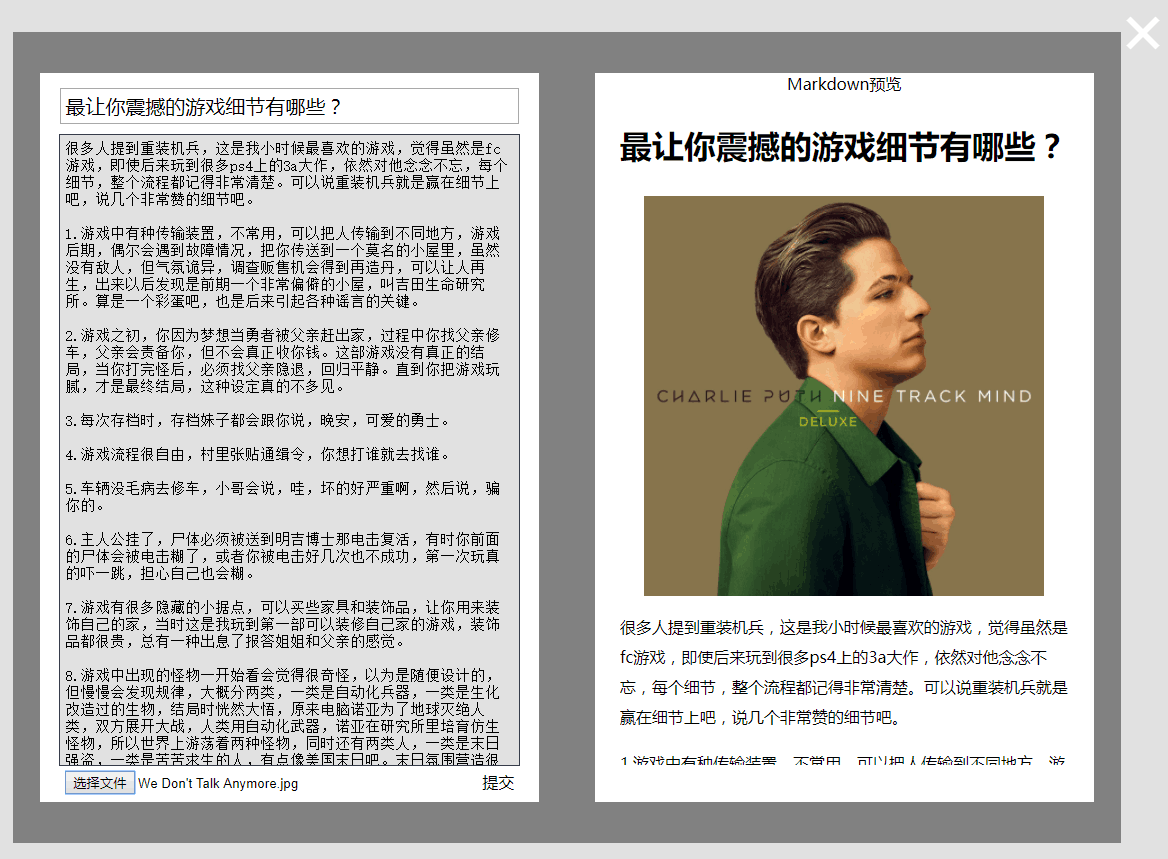 最让你震撼的游戏细节有哪些？
很多人提到重装机兵，这是我小时候最喜欢的游戏，觉得虽然是fc
游戏，即使后来玩到很多ps4上的3a大作，依然对他念念不忘，每个
细节，整个流程都记得非常清楚。可以说重装机兵就是赢在细节上
吧，说几个非常赞的细节吧。
1.游戏中有种传输装置，不常用，可以把人传输到不同地方，游戏
后期，偶尔会遇到故障情况，把你传送到一个莫名的小屋里，虽然
没有敌人，但气氛诡异，调查贩售机会得到再造丹，可以让人再
生，出来以后发现是前期一个非常偏僻的小屋，叫吉田生命研究
所。算是一个彩蛋吧，也是后来引起各种谣言的关键。
2.游戏之初，你因为梦想当勇者被父亲赶出家，过程中你找父亲修
车，父亲会责备你，但不会真正收你钱。这部游戏没有真正的结
局，当你打完怪后，必须找父亲隐退，回归平静。直到你把游戏玩
腻，才是最终结局，这种设定真的不多见。
3.每次存档时，存档妹子都会跟你说，晚安，可爱的勇士。
4.游戏流程很自由，村里张贴通缉令，你想打谁就去找谁。
5.车辆没毛病去修车，小哥会说，哇，坏的好严重啊，然后说，骗
你的。
6.主人公挂了，尸体必须被送到明吉博士那电击复活，有时你前面
的尸体会被电击糊了，或者你被电击好几次也不成功，第一次玩真
的吓一跳，担心自己也会糊。
7.游戏有很多隐藏的小据点，可以买些家具和装饰品，让你用来装
饰自己的家，当时这是我玩到第一部可以装修自己家的游戏，装饰
品都很贵，总有一种出息了报答姐姐和父亲的感觉。
8.游戏中出现的怪物一开始看会觉得很奇怪，以为是随便设计的，
但慢慢会发现规律，大概分两类，一类是自动化兵器，一类是生化
改造过的生物，结局时恍然大悟，原来电脑诺亚为了地球灭绝人
类，双方展开大战，人类用自动化武器，诺亚在研究所里培育仿生
怪物，所以世界上游荡着两种怪物，同时还有两类人，一类是末日
强盗，一类是苦苦求生的人，有点像美国末日吧。末日氛围营造很
选择文件 We Don't Talk Anymore.jpg 提交
Markdown预览
最让你震撼的游戏细节有哪些？
CHARLIE PUTH NINE TRACK MIND
DELUXE
很多人提到重装机兵，这是我小时候最喜欢的游戏，觉得虽然是
fc游戏，即使后来玩到很多ps4上的3a大作，依然对他念念不
忘，每个细节，整个流程都记得非常清楚。可以说重装机兵就是
赢在细节上吧，说几个非常赞的细节吧。
1.游戏中有种传输装置，不常用，可以把人传输到不同地方，游